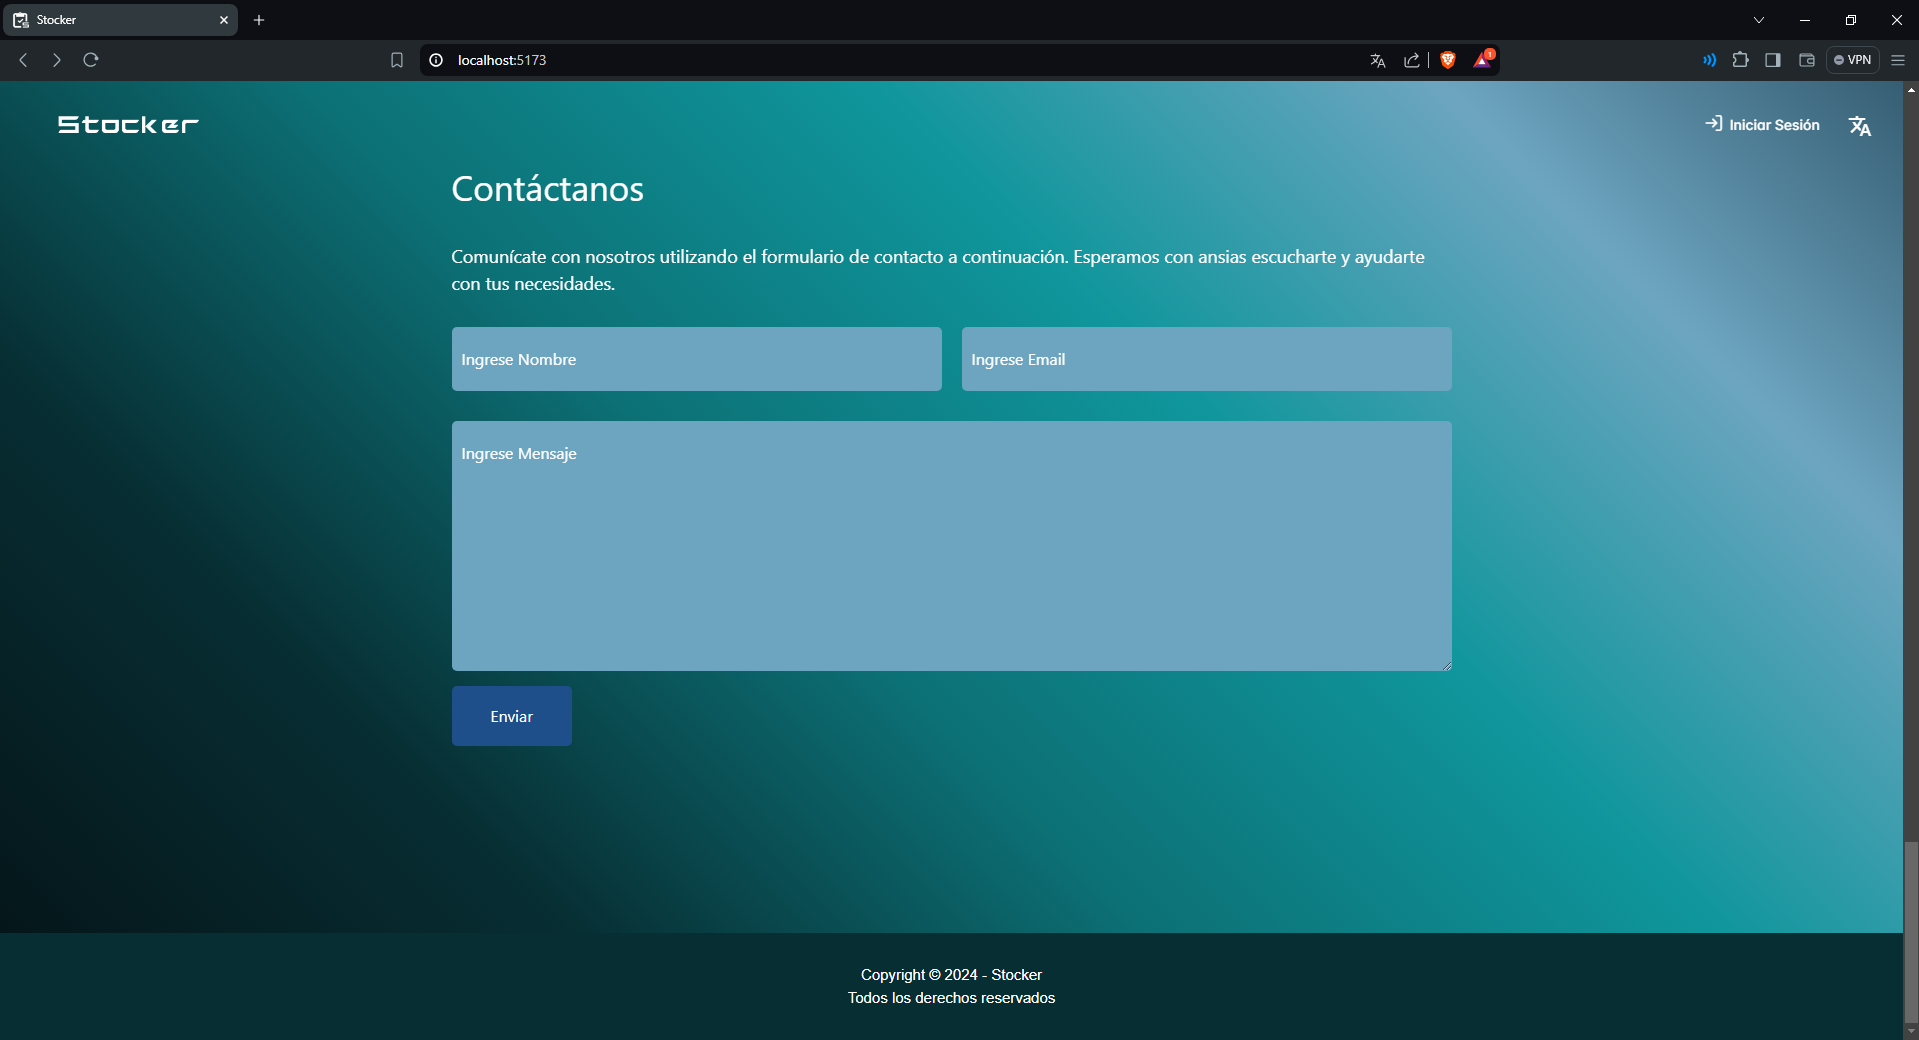 Stocker
localhost:5173
1
VPN
Stocker
Iniciar Sesión
Contáctanos
Comunícate con nosotros utilizando el formulario de contacto a continuación. Esperamos con ansias escucharte y ayudarte
con tus necesidades.
Ingrese Nombre
Ingrese Email
Ingrese Mensaje
Enviar
Copyright © 2024 - Stocker
Todos los derechos reservados